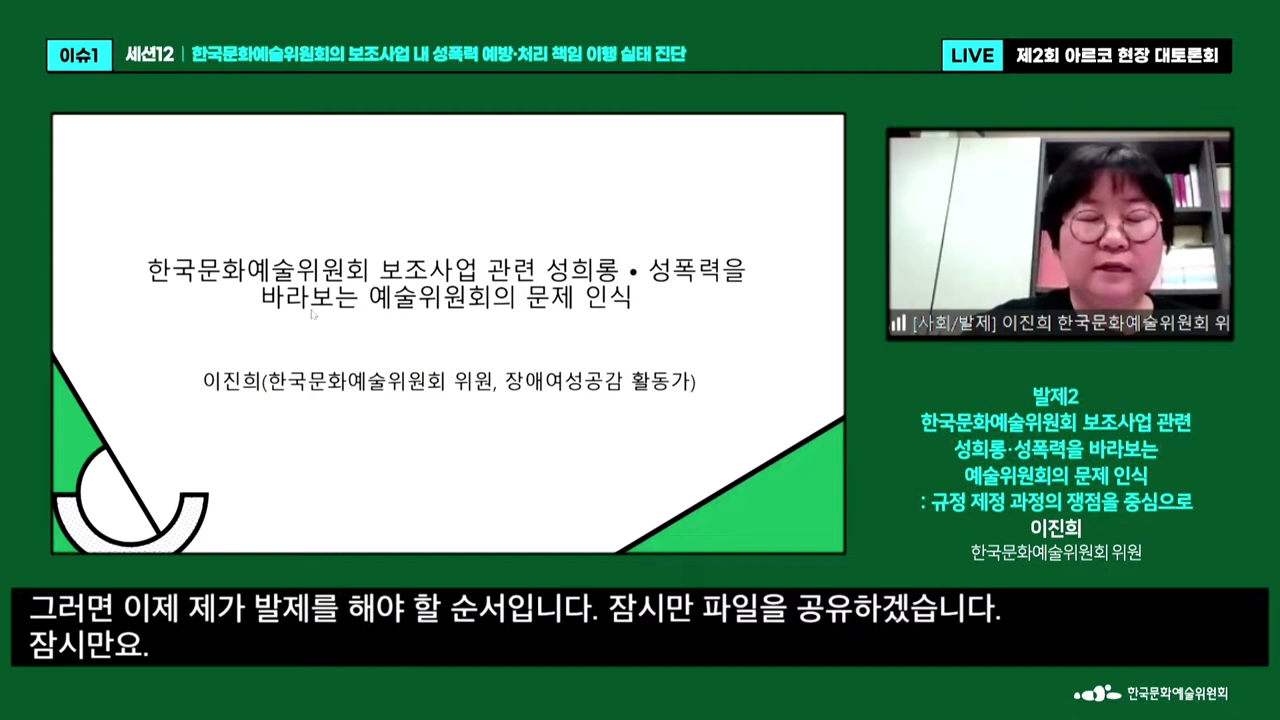 이슈1 세션12 | 한국문화예술위원회의 보조사업 내 성폭력 예방·처리 책임 이행 실태 진단
LIVE 제2회 아르코 현장 대토론회
한국문화예술위원회 보조사업 관련 성희롱 • 성폭력을
바라보는 예술위원회의 문제 인식
이진희(한국문화예술위원회 위원, 장애여성공감 활동가)
[사회/발제] 이진희 한국문화예술위원회 위
발제2
한국문화예술위원회 보조사업 관련
성희롱·성폭력을 바라보는
예술위원회의 문제 인식
: 규정 제정 과정의 쟁점을 중심으로
이진희
한국문화예술위원회 위원
그러면 이제 제가 발제를 해야 할 순서입니다. 잠시만 파일을 공유하겠습니다.
잠시만요.
한국문화예술위원회